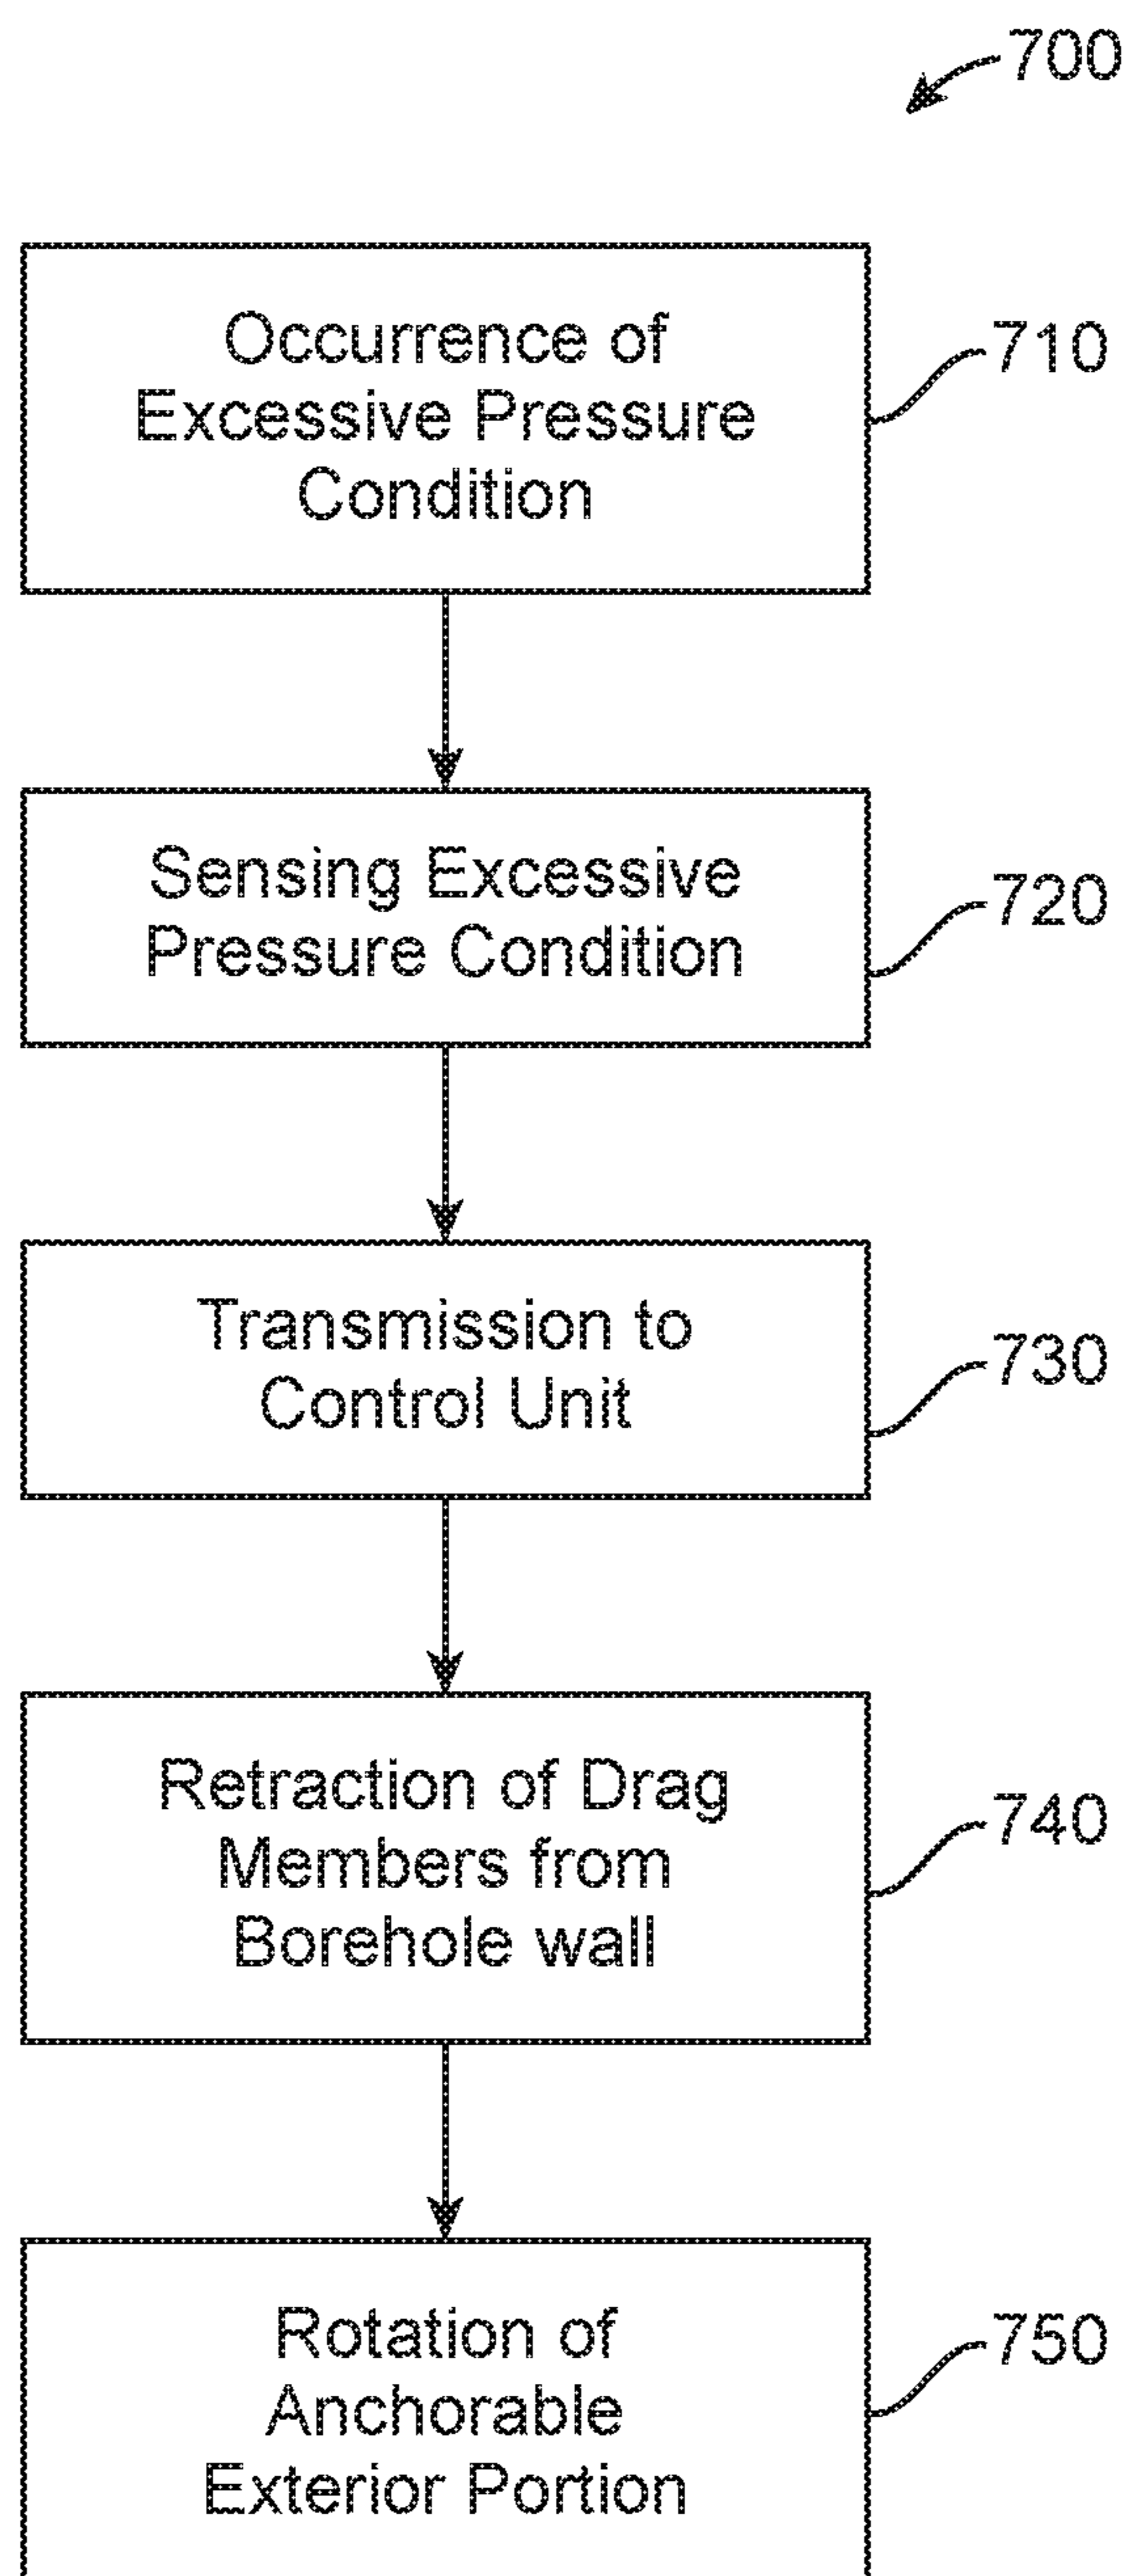 700
Occurrence of
Excessive Pressure
Condition
710
Sensing Excessive
Pressure Condition
720
Transmission to
Control Unit
730
Retraction of Drag
Members from
Borehole wall
740
Rotation of
Anchorable
Exterior Portion
750